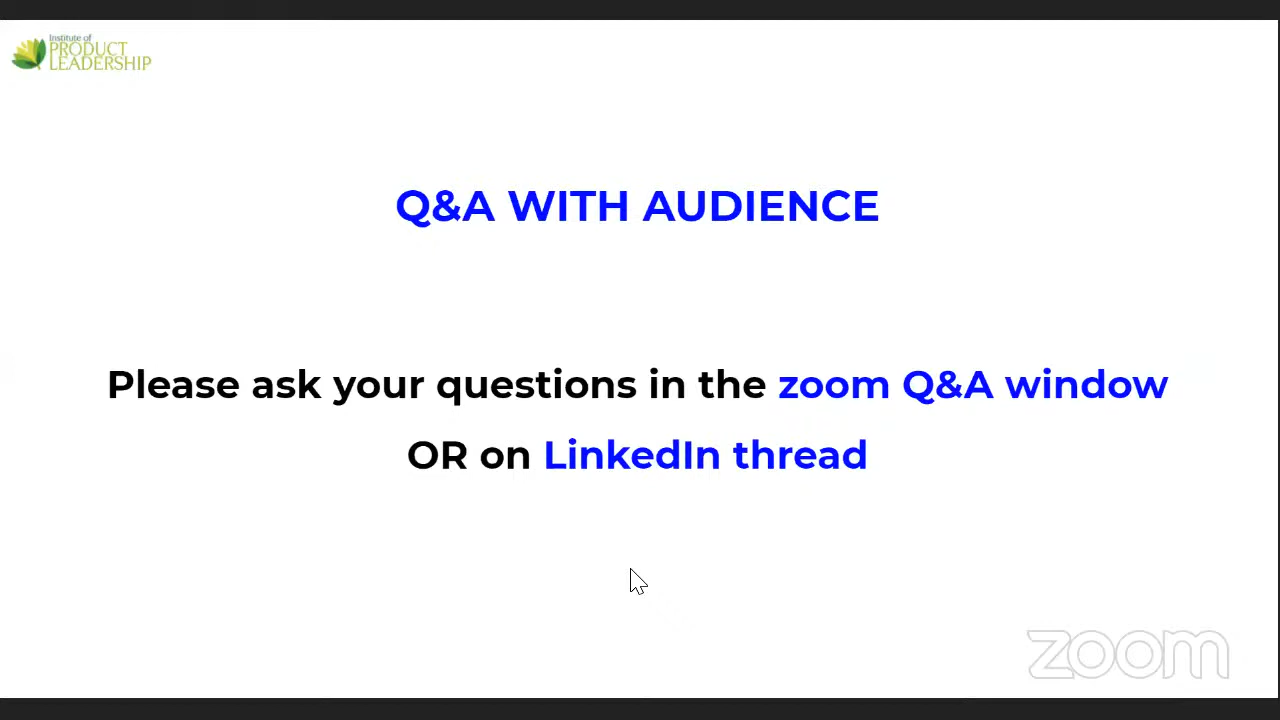 Institute of
PRODUCT
LEADERSHIP
Q&A WITH AUDIENCE
Please ask your questions in the zoom Q&A window
OR on LinkedIn thread
zoom